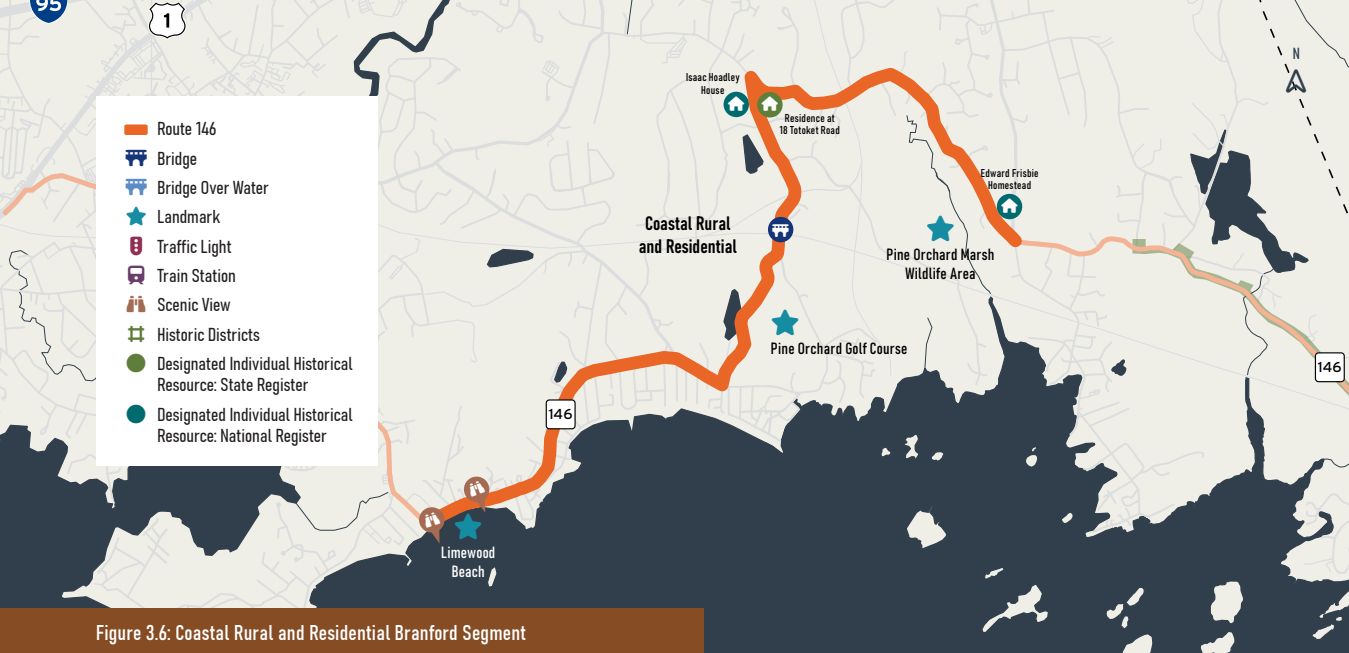 95
1
N
Isaac Hoadley
House
Residence at
18 Totoket Road
Route 146
Bridge
Bridge Over Water
Landmark
Traffic Light
Train Station
Scenic View
Historic Districts
Designated Individual Historical
Resource: State Register
Designated Individual Historical
Resource: National Register
Edward Frisbie
Homestead
Coastal Rural
and Residential
Pine Orchard Marsh
Wildlife Area
Pine Orchard Golf Course
146
146
Limewood
Beach
Figure 3.6: Coastal Rural and Residential Branford Segment